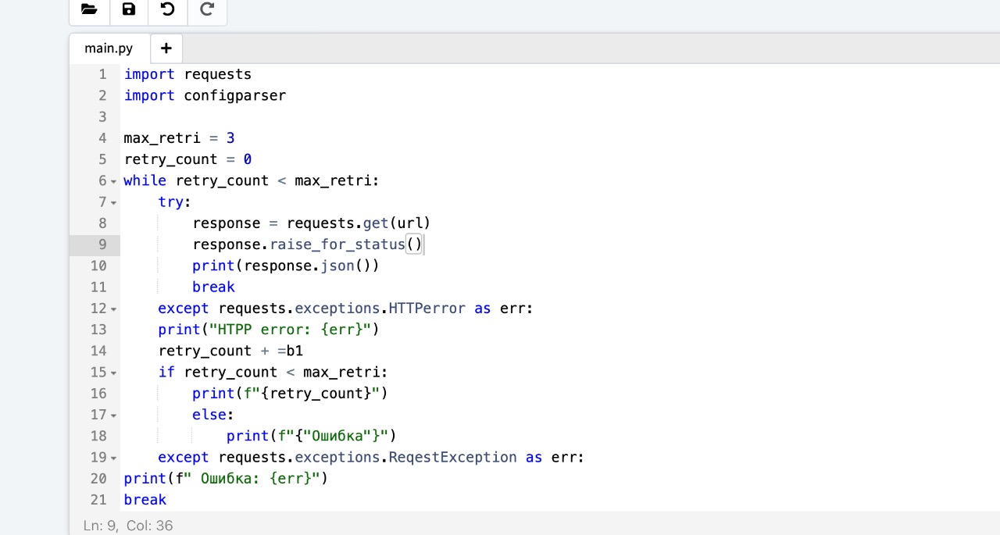 main.py +
1 import requests
2 import configparser
3
4 max_retri = 3
5 retry_count = 0
6 while retry_count < max_retri:
7     try:
8         response = requests.get(url)
9         response.raise_for_status()
10         print(response.json())
11         break
12     except requests.exceptions.HTTPerror as err:
13     print("HTPP error: {err}")
14     retry_count + =b1
15     if retry_count < max_retri:
16         print(f"{retry_count}")
17         else:
18             print(f"{"Ошибка"}")
19     except requests.exceptions.ReqestException as err:
20 print(f" Ошибка: {err}")
21 break
Ln: 9, Col: 36